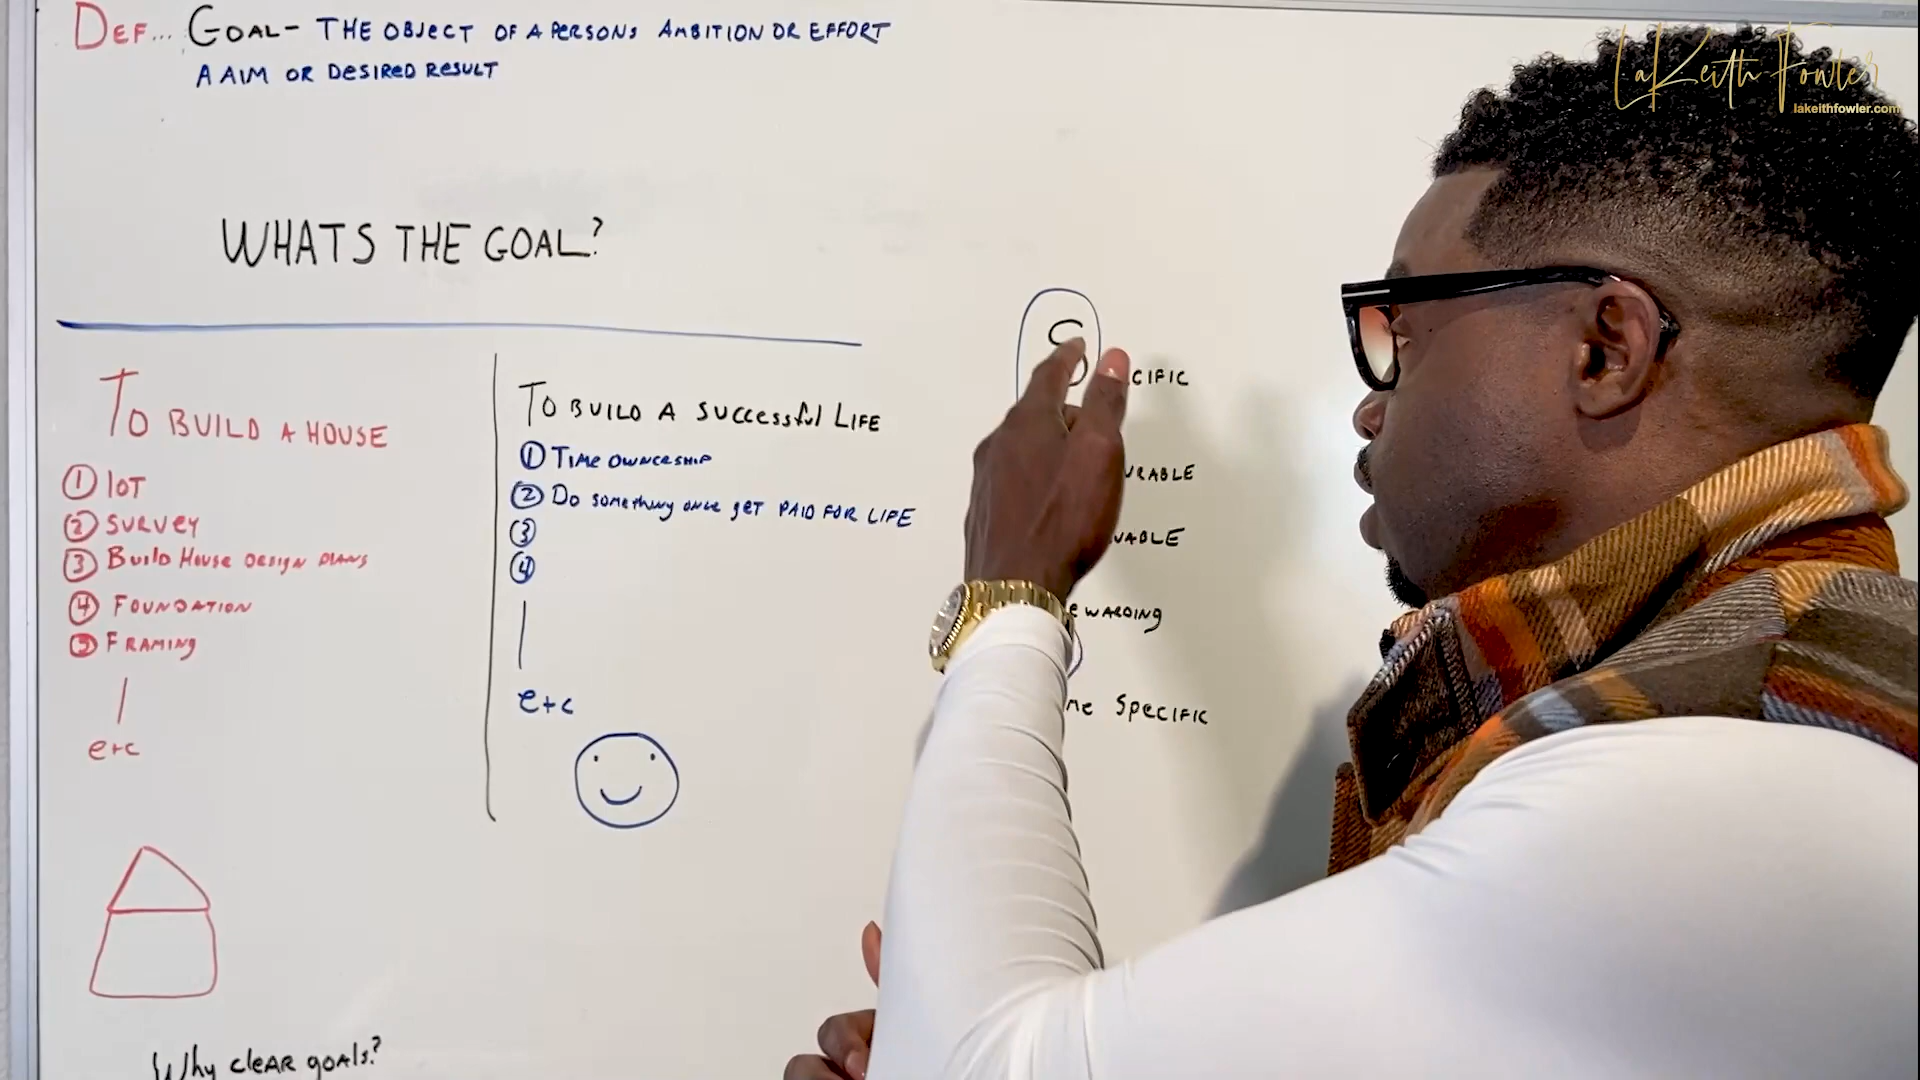 DEF... GOAL- THE OBJECT OF A PERSONS AMBITION OR EFFORT
A AIM OR DESIRED RESULT
LaKeith Fowler
lakeithfowler.com
WHATS THE GOAL?
TO BUILD A HOUSE
① lOT
② SURVEY
③ Build House DESIGN PLANS
④ FOUNDATION
⑤ FRAMING
etc
TO BUILD A SUCCESSful LIFE
① TIME OWNERSHIP
② Do something once get PAID FOR LIFE
③
④
etc
S
CIFIC
URABLE
VABLE
EWARDING
ME SPECIFIC
Why clear goals?